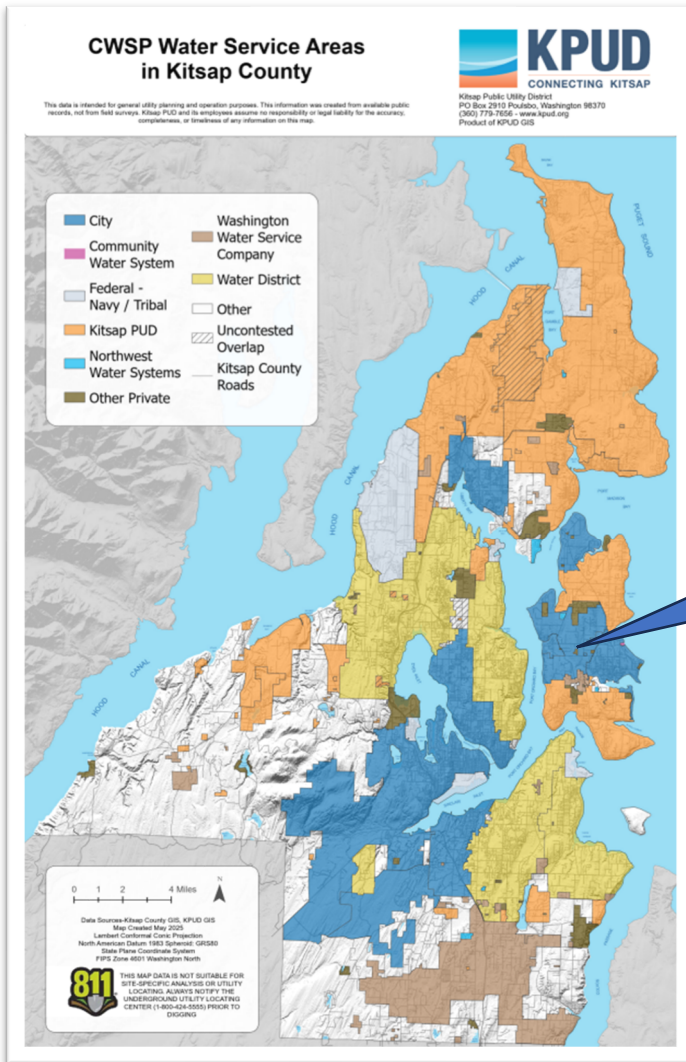 CWSP Water Service Areas
in Kitsap County
This data is intended for general utility planning and operation purposes. This information was created from available public
records, not from field surveys. Kitsap PUD and its employees assume no responsibility or legal liability for the accuracy,
completeness, or timeliness of any information on this map.
KPUD
CONNECTING KITSAP
Kitsap Public Utility District
PO Box 2910 Poulsbo, Washington 98370
(360) 779-7656 - www.kpud.org
Product of KPUD GIS
City
Community
Water System
Federal -
Navy / Tribal
Kitsap PUD
Northwest
Water Systems
Other Private
Washington
Water Service
Company
Water District
Other
Uncontested
Overlap
Kitsap County
Roads
PUGET SOUND
HOOD CANAL
HOOD CANAL
HOOD CANAL
0 1 2 4 Miles
N
Data Sources-Kitsap County GIS, KPUD GIS
Map Created May 2025
Lambert Conformal Conic Projection
North American Datum 1983 Spheroid: GRS80
State Plane Coordinate System
FIPS Zone 4601 Washington North
811
THIS MAP DATA IS NOT SUITABLE FOR
SITE-SPECIFIC ANALYSIS OR UTILITY
LOCATING. ALWAYS NOTIFY THE
UNDERGROUND UTILITY LOCATING
CENTER (1-800-424-5555) PRIOR TO
DIGGING